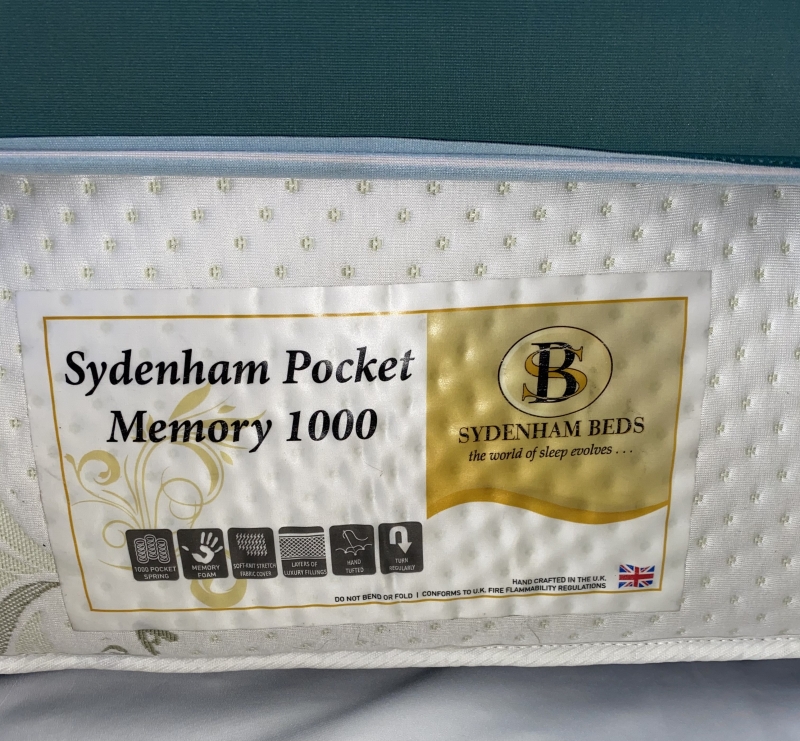 Sydenham Pocket
Memory 1000
SB
SYDENHAM BEDS
the world of sleep evolves . . .
1000 POCKET
SPRING
MEMORY
FOAM
SOFT-KNIT STRETCH
FABRIC COVER
LAYERS OF
LUXURY FILLINGS
HAND
TUFTED
TURN
REGULARLY
HAND CRAFTED IN THE U.K.
DO NOT BEND OR FOLD | CONFORMS TO U.K. FIRE FLAMMABILITY REGULATIONS